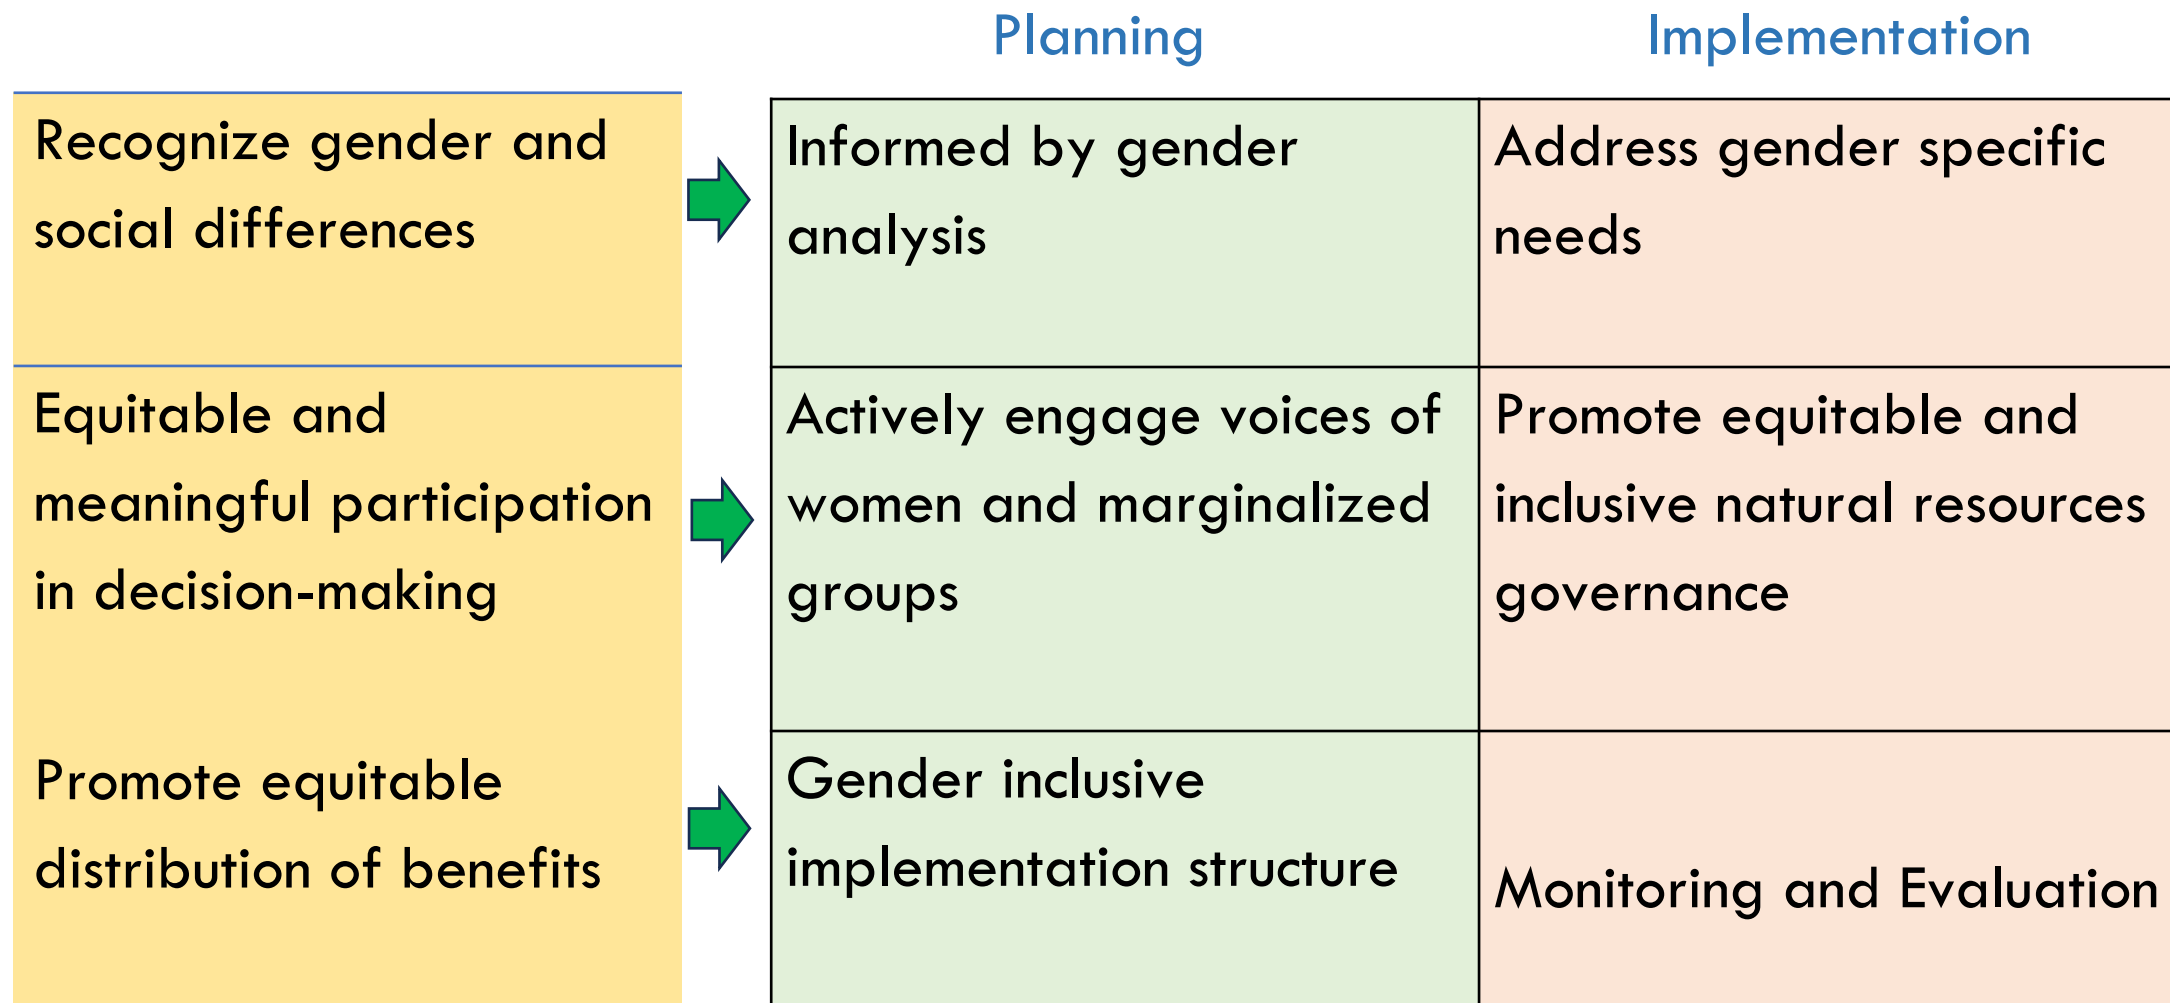 Planning
Implementation
Recognize gender and
social differences
Informed by gender
analysis
Address gender specific
needs
Equitable and
meaningful participation
in decision-making
Actively engage voices of
women and marginalized
groups
Promote equitable and
inclusive natural resources
governance
Promote equitable
distribution of benefits
Gender inclusive
implementation structure
Monitoring and Evaluation